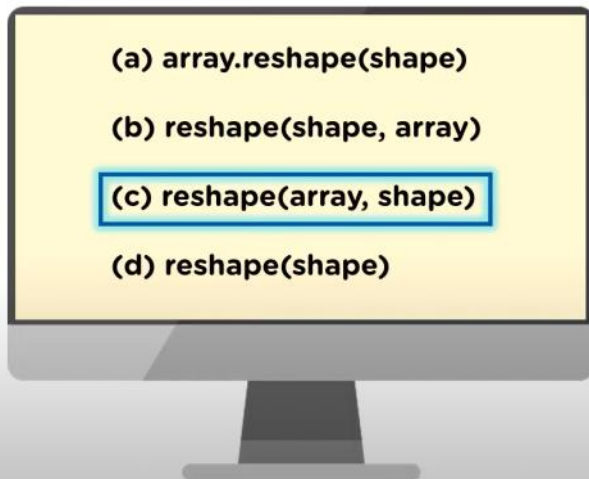 (a) array.reshape(shape)
(b) reshape(shape, array)
(c) reshape(array, shape)
(d) reshape(shape)